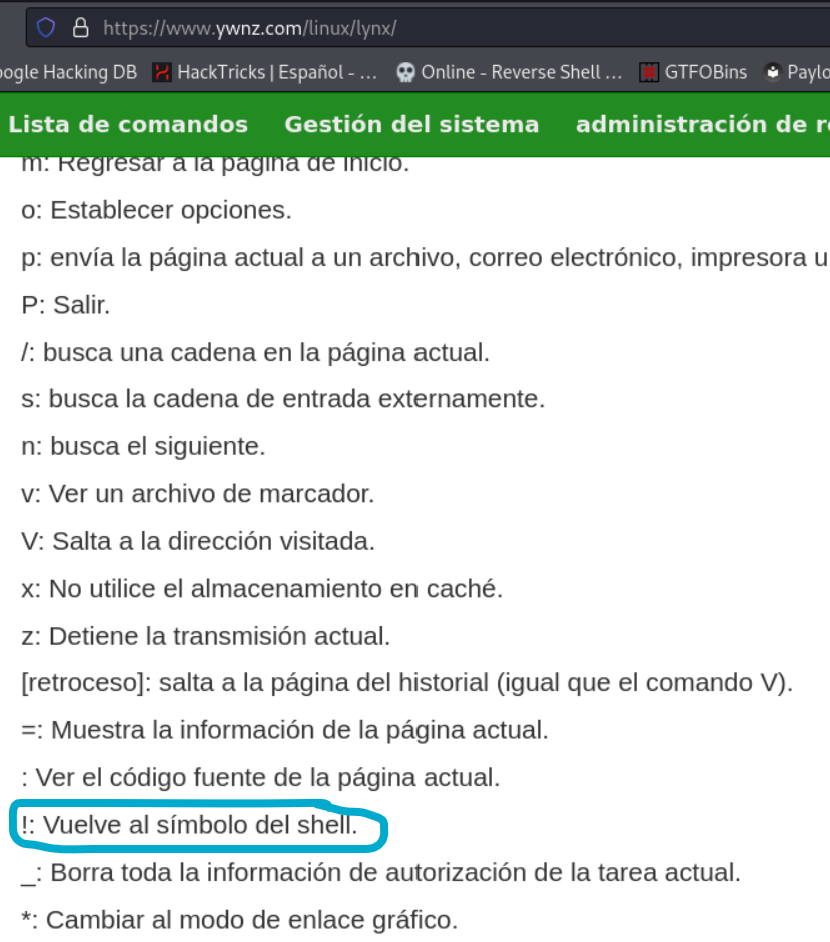 https://www.ywnz.com/linux/lynx/
oogle Hacking DB HackTricks | Español - ... Online - Reverse Shell ... GTFOBins Paylo
Lista de comandos Gestión del sistema administración de re
m: Regresar a la página de inicio.
o: Establecer opciones.
p: envía la página actual a un archivo, correo electrónico, impresora u
P: Salir.
/: busca una cadena en la página actual.
s: busca la cadena de entrada externamente.
n: busca el siguiente.
v: Ver un archivo de marcador.
V: Salta a la dirección visitada.
x: No utilice el almacenamiento en caché.
z: Detiene la transmisión actual.
[retroceso]: salta a la página del historial (igual que el comando V).
=: Muestra la información de la página actual.
: Ver el código fuente de la página actual.
!: Vuelve al símbolo del shell.
_: Borra toda la información de autorización de la tarea actual.
*: Cambiar al modo de enlace gráfico.